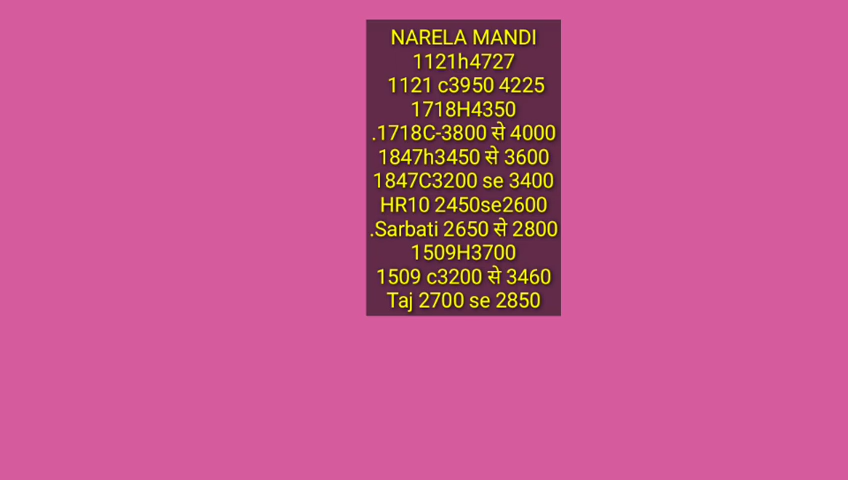 NARELA MANDI
1121h4727
1121 c3950 4225
1718H4350
.1718C-3800 से 4000
1847h3450 से 3600
1847C3200 se 3400
HR10 2450se2600
.Sarbati 2650 से 2800
1509H3700
1509 c3200 से 3460
Taj 2700 se 2850